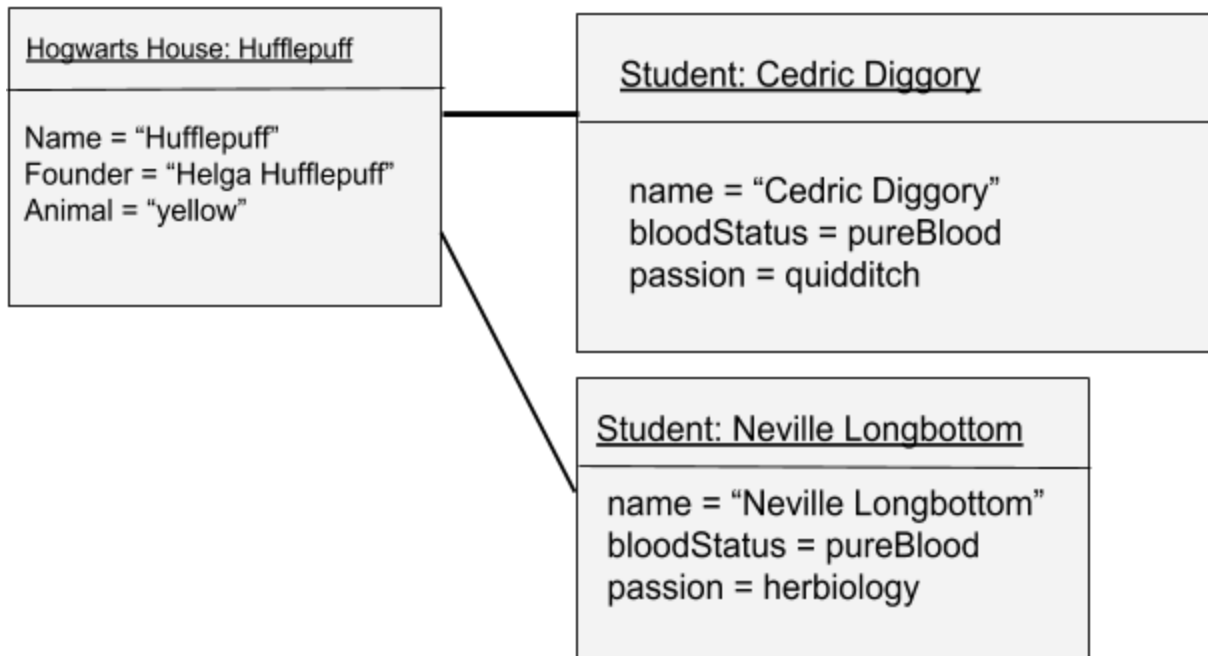 Hogwarts House: Hufflepuff
Name = “Hufflepuff”
Founder = “Helga Hufflepuff”
Animal = “yellow”
Student: Cedric Diggory
name = “Cedric Diggory”
bloodStatus = pureBlood
passion = quidditch
Student: Neville Longbottom
name = “Neville Longbottom”
bloodStatus = pureBlood
passion = herbiology